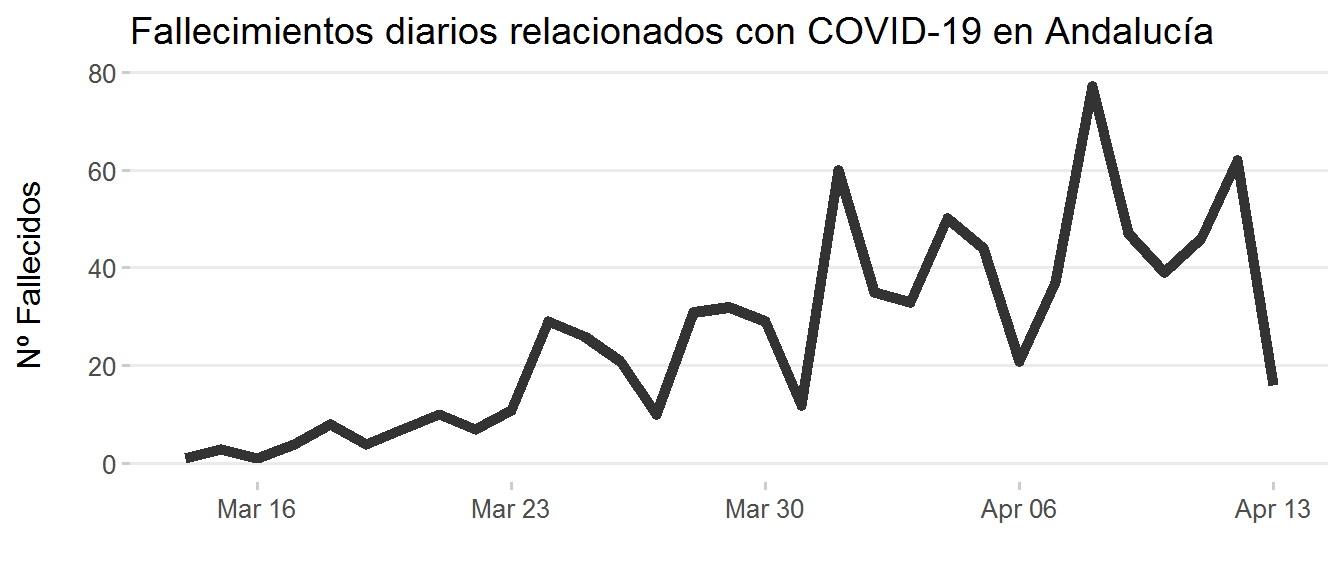 Fallecimientos diarios relacionados con COVID-19 en Andalucía
80
60
40
20
0
Nº Fallecidos
Mar 16
Mar 23
Mar 30
Apr 06
Apr 13